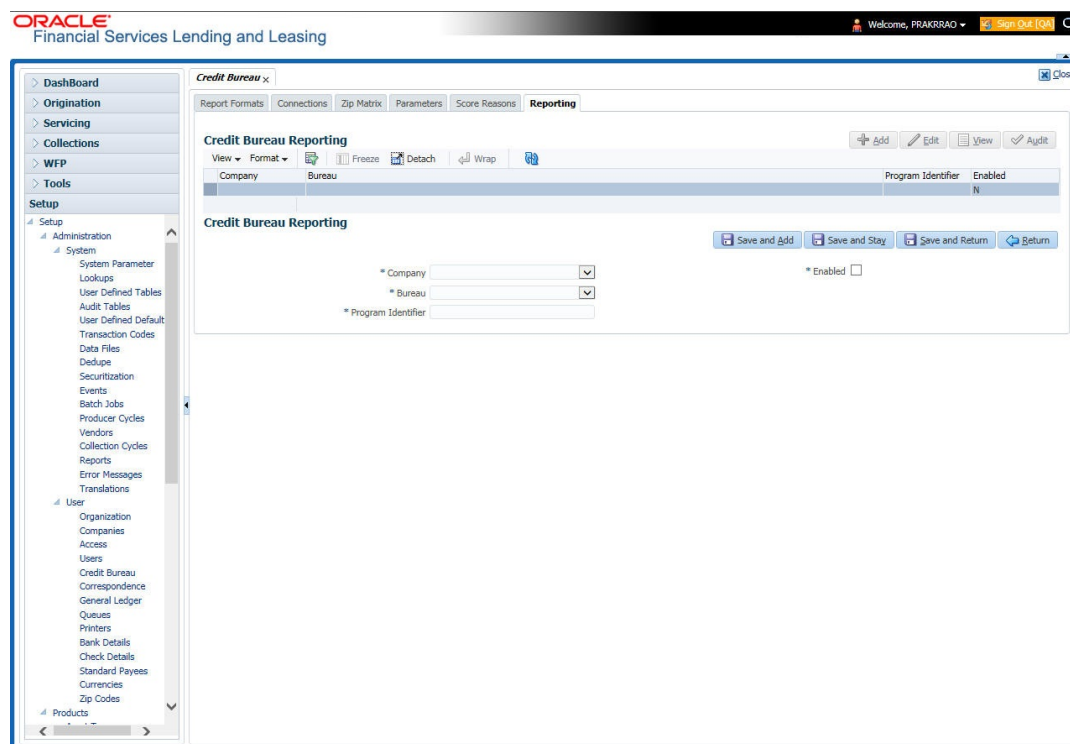 ORACLE®
Financial Services Lending and Leasing
Welcome, PRAKRRAO
Sign Out [QA]
DashBoard
Origination
Servicing
Collections
WFP
Tools
Setup
Setup
Administration
System
System Parameter
Lookups
User Defined Tables
Audit Tables
User Defined Default
Transaction Codes
Data Files
Dedupe
Securitization
Events
Batch Jobs
Producer Cycles
Vendors
Collection Cycles
Reports
Error Messages
Translations
User
Organization
Companies
Access
Users
Credit Bureau
Correspondence
General Ledger
Queues
Printers
Bank Details
Check Details
Standard Payees
Currencies
Zip Codes
Products
Credit Bureau x
Clos
Report Formats Connections Zip Matrix Parameters Score Reasons Reporting
Credit Bureau Reporting
Add Edit View Audit
View Format Freeze Detach Wrap
Company Bureau Program Identifier Enabled
N
Credit Bureau Reporting
Save and Add Save and Stay Save and Return Return
* Company
* Enabled
* Bureau
* Program Identifier